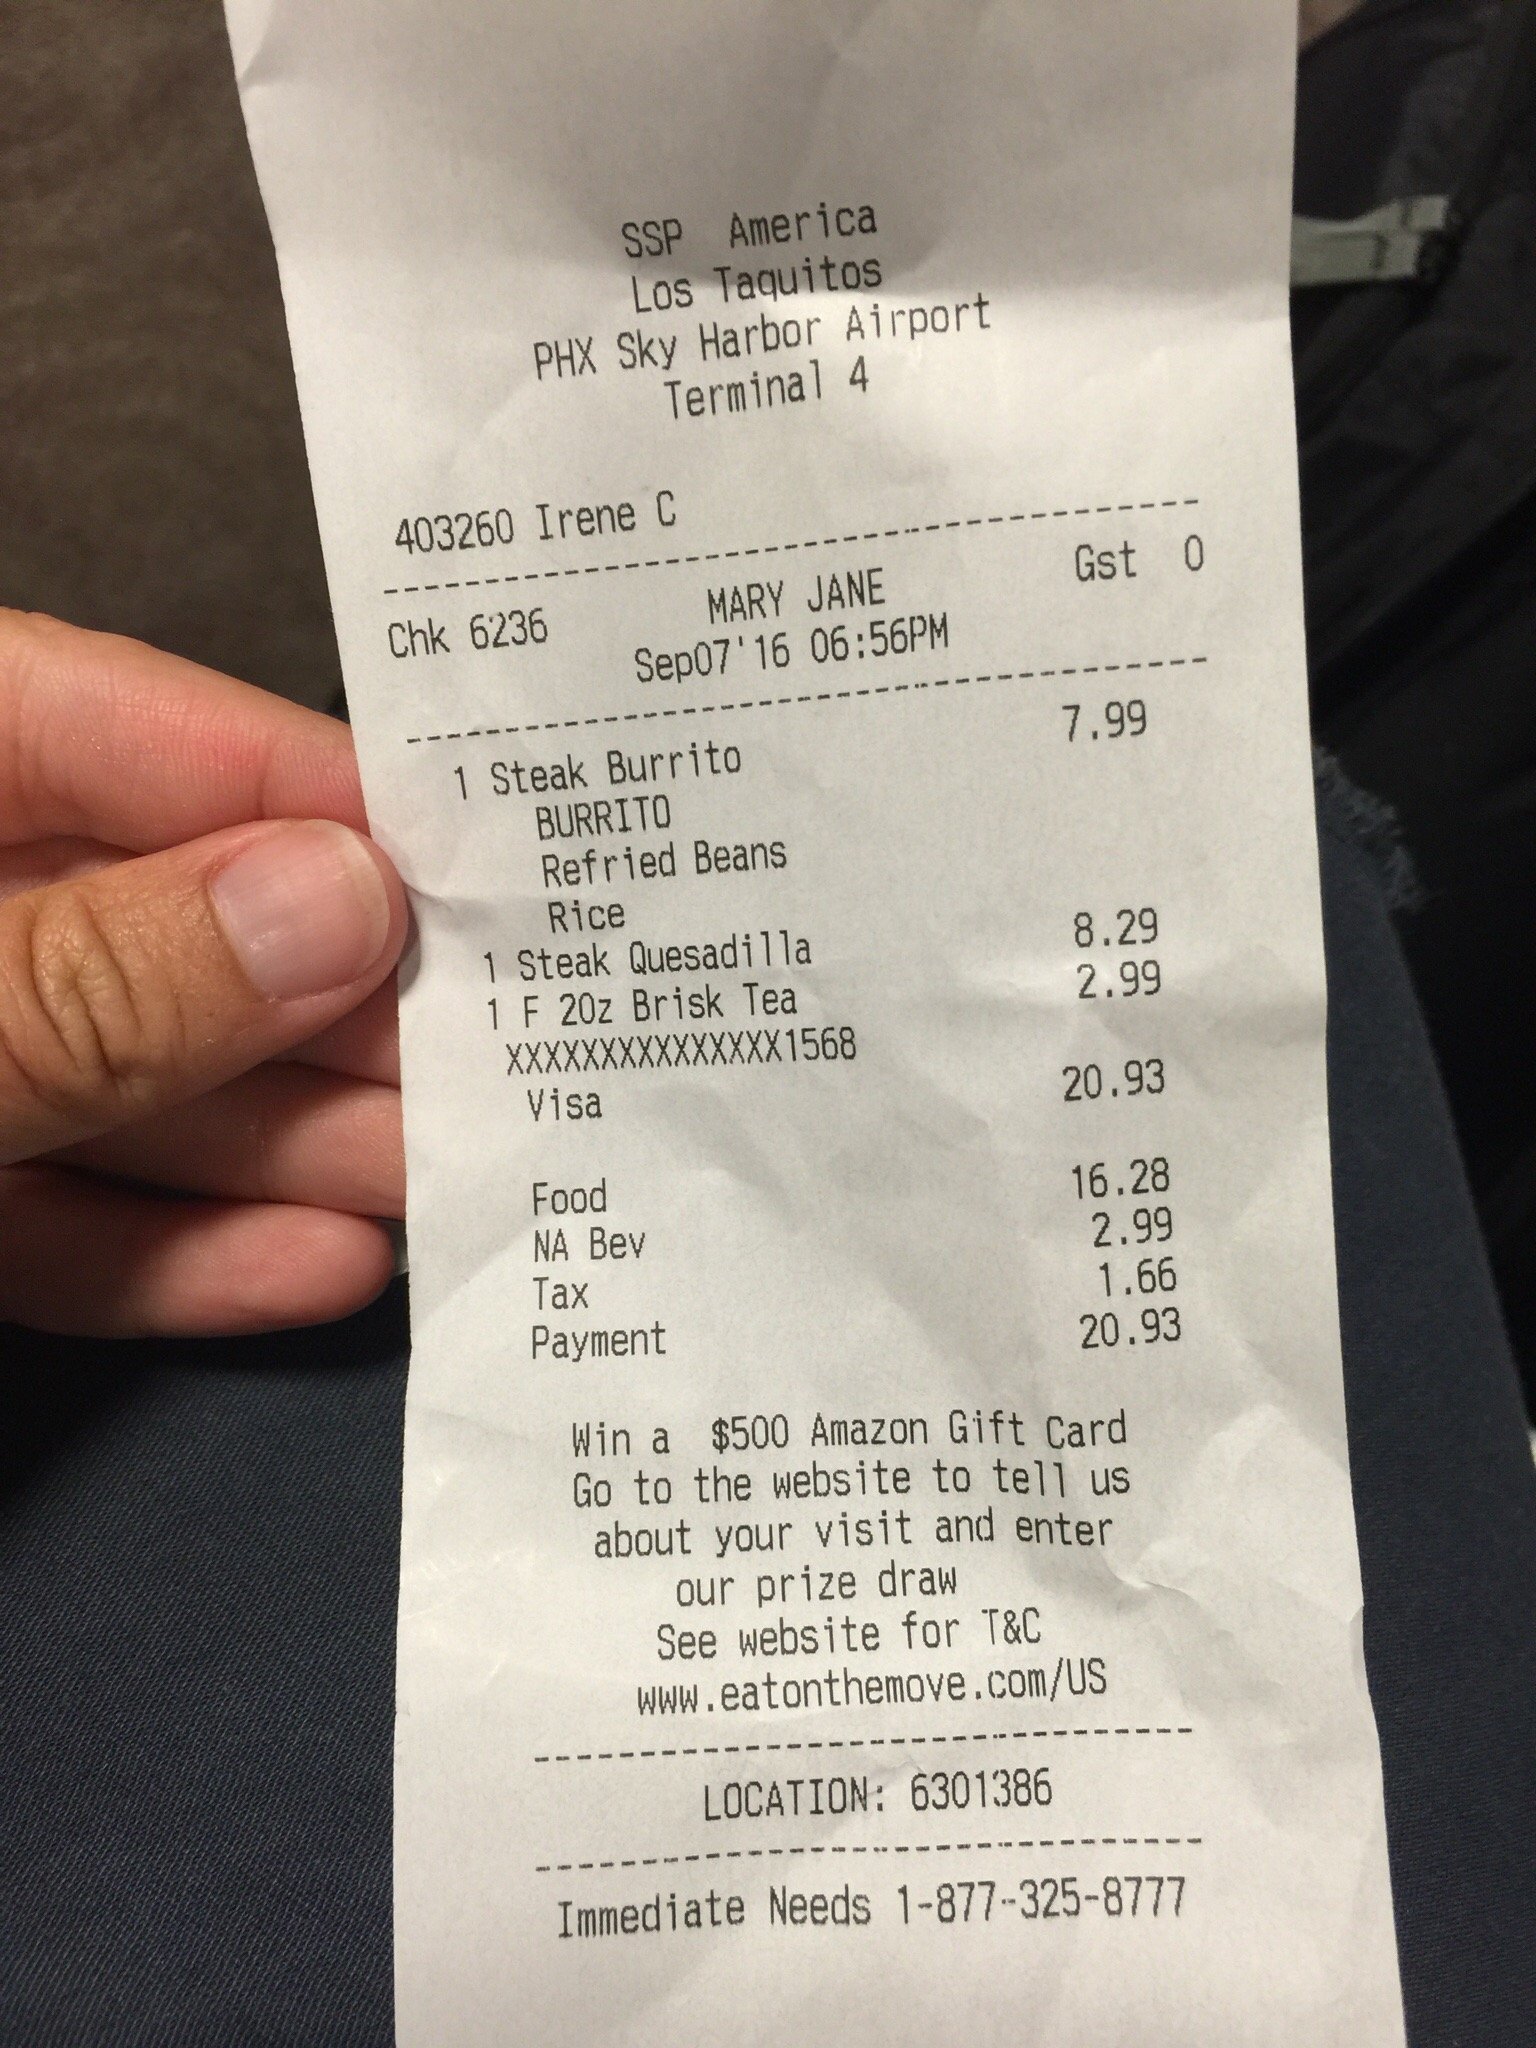 SSP America
Los Taquitos
PHX Sky Harbor Airport
Terminal 4
403260 Irene C
--------------------------------
Chk 6236 MARY JANE Gst 0
Sep07'16 06:56PM
--------------------------------
1 Steak Burrito 7.99
BURRITO
Refried Beans
Rice
1 Steak Quesadilla 8.29
1 F 20z Brisk Tea 2.99
XXXXXXXXXXXXXXX1568
Visa 20.93
Food 16.28
NA Bev 2.99
Tax 1.66
Payment 20.93
Win a $500 Amazon Gift Card
Go to the website to tell us
about your visit and enter
our prize draw
See website for T&C
www.eatonthemove.com/US
--------------------------------
LOCATION: 6301386
--------------------------------
Immediate Needs 1-877-325-8777